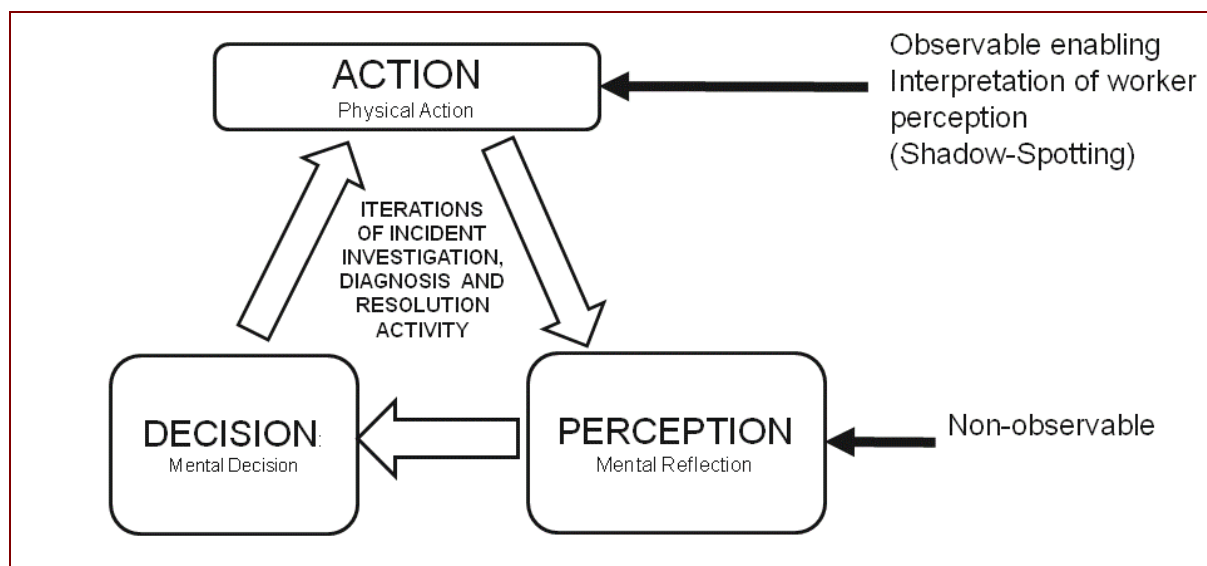 ACTION
Physical Action
Observable enabling
Interpretation of worker
perception
(Shadow-Spotting)
ITERATIONS
OF INCIDENT
INVESTIGATION,
DIAGNOSIS AND
RESOLUTION
ACTIVITY
DECISION:
Mental Decision
PERCEPTION
Mental Reflection
Non-observable